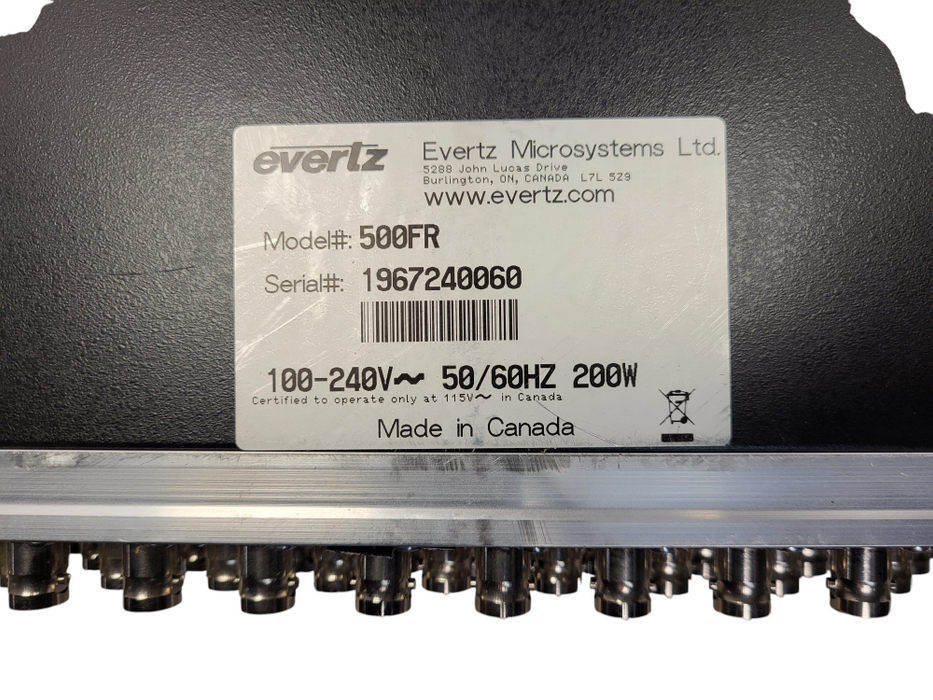 evertz
Evertz Microsystems Ltd.
5288 John Lucas Drive
Burlington, ON, CANADA L7L 5Z9
www.evertz.com
Model#: 500FR
Serial#: 1967240060
100-240V~ 50/60HZ 200W
Certified to operate only at 115V~ in Canada
Made in Canada